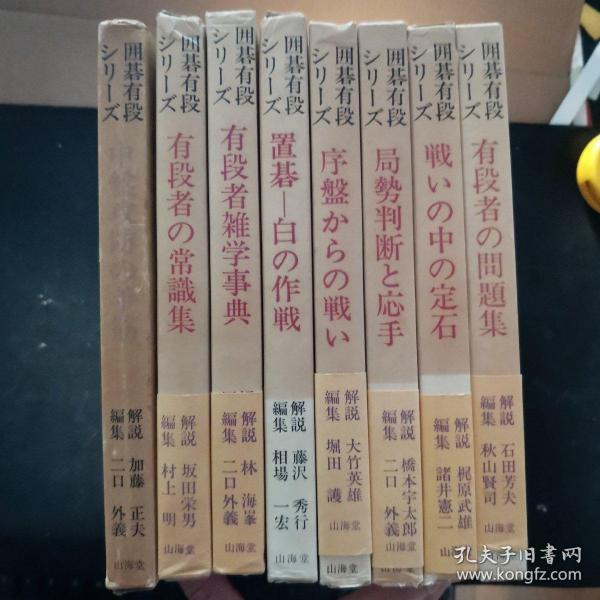 囲碁有段
シリーズ
解説 加藤 正夫
編集 二口 外義
囲碁有段
シリーズ
有段者の常識集
解説 坂田栄男
編集 村上 明
山海堂
囲碁有段
シリーズ
有段者雑学事典
解説 林 海峯
編集 二口外義
山海堂
囲碁有段
シリーズ
置碁―白の作戦
解説 藤沢 秀行
編集 相場 一宏
山海堂
囲碁有段
シリーズ
序盤からの戦い
解説 大竹英雄
編集 堀田 護
山海堂
囲碁有段
シリーズ
局勢判断と応手
解説 橋本宇太郎
編集 二口 外義
山海堂
囲碁有段
シリーズ
戦いの中の定石
解説 梶原武雄
編集 諸井憲二
山海堂
囲碁有段
シリーズ
有段者の問題集
解説 石田芳夫
編集 秋山賢司
山海堂
孔夫子旧书网
www.kongfz.com